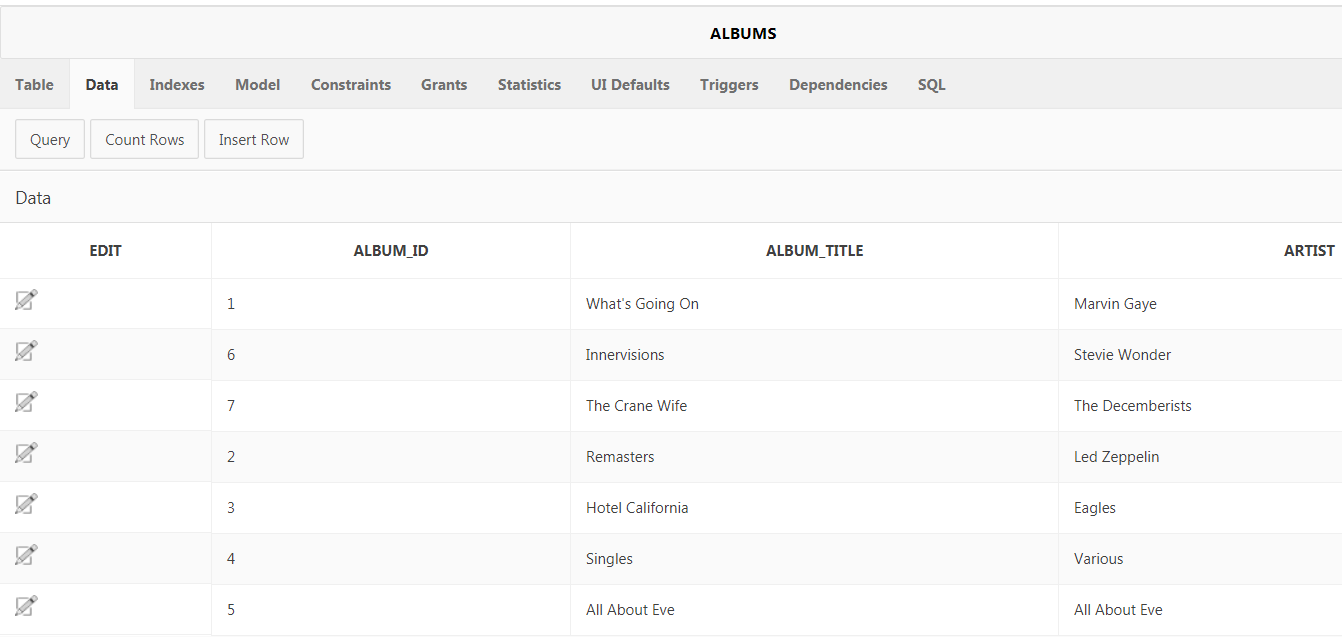 ALBUMS
Table Data Indexes Model Constraints Grants Statistics UI Defaults Triggers Dependencies SQL
Query Count Rows Insert Row
Data
EDIT ALBUM_ID ALBUM_TITLE ARTIST
1 What's Going On Marvin Gaye
6 Innervisions Stevie Wonder
7 The Crane Wife The Decemberists
2 Remasters Led Zeppelin
3 Hotel California Eagles
4 Singles Various
5 All About Eve All About Eve